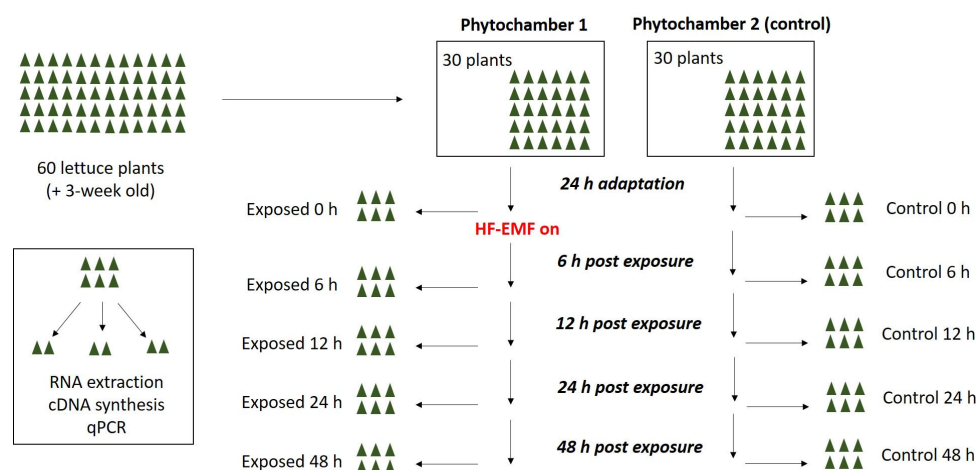 Phytochamber 1
Phytochamber 2 (control)
30 plants
30 plants
60 lettuce plants
(+ 3-week old)
24 h adaptation
Exposed 0 h
HF-EMF on
Control 0 h
6 h post exposure
Exposed 6 h
Control 6 h
12 h post exposure
Exposed 12 h
Control 12 h
24 h post exposure
Exposed 24 h
Control 24 h
48 h post exposure
Exposed 48 h
Control 48 h
RNA extraction
cDNA synthesis
qPCR